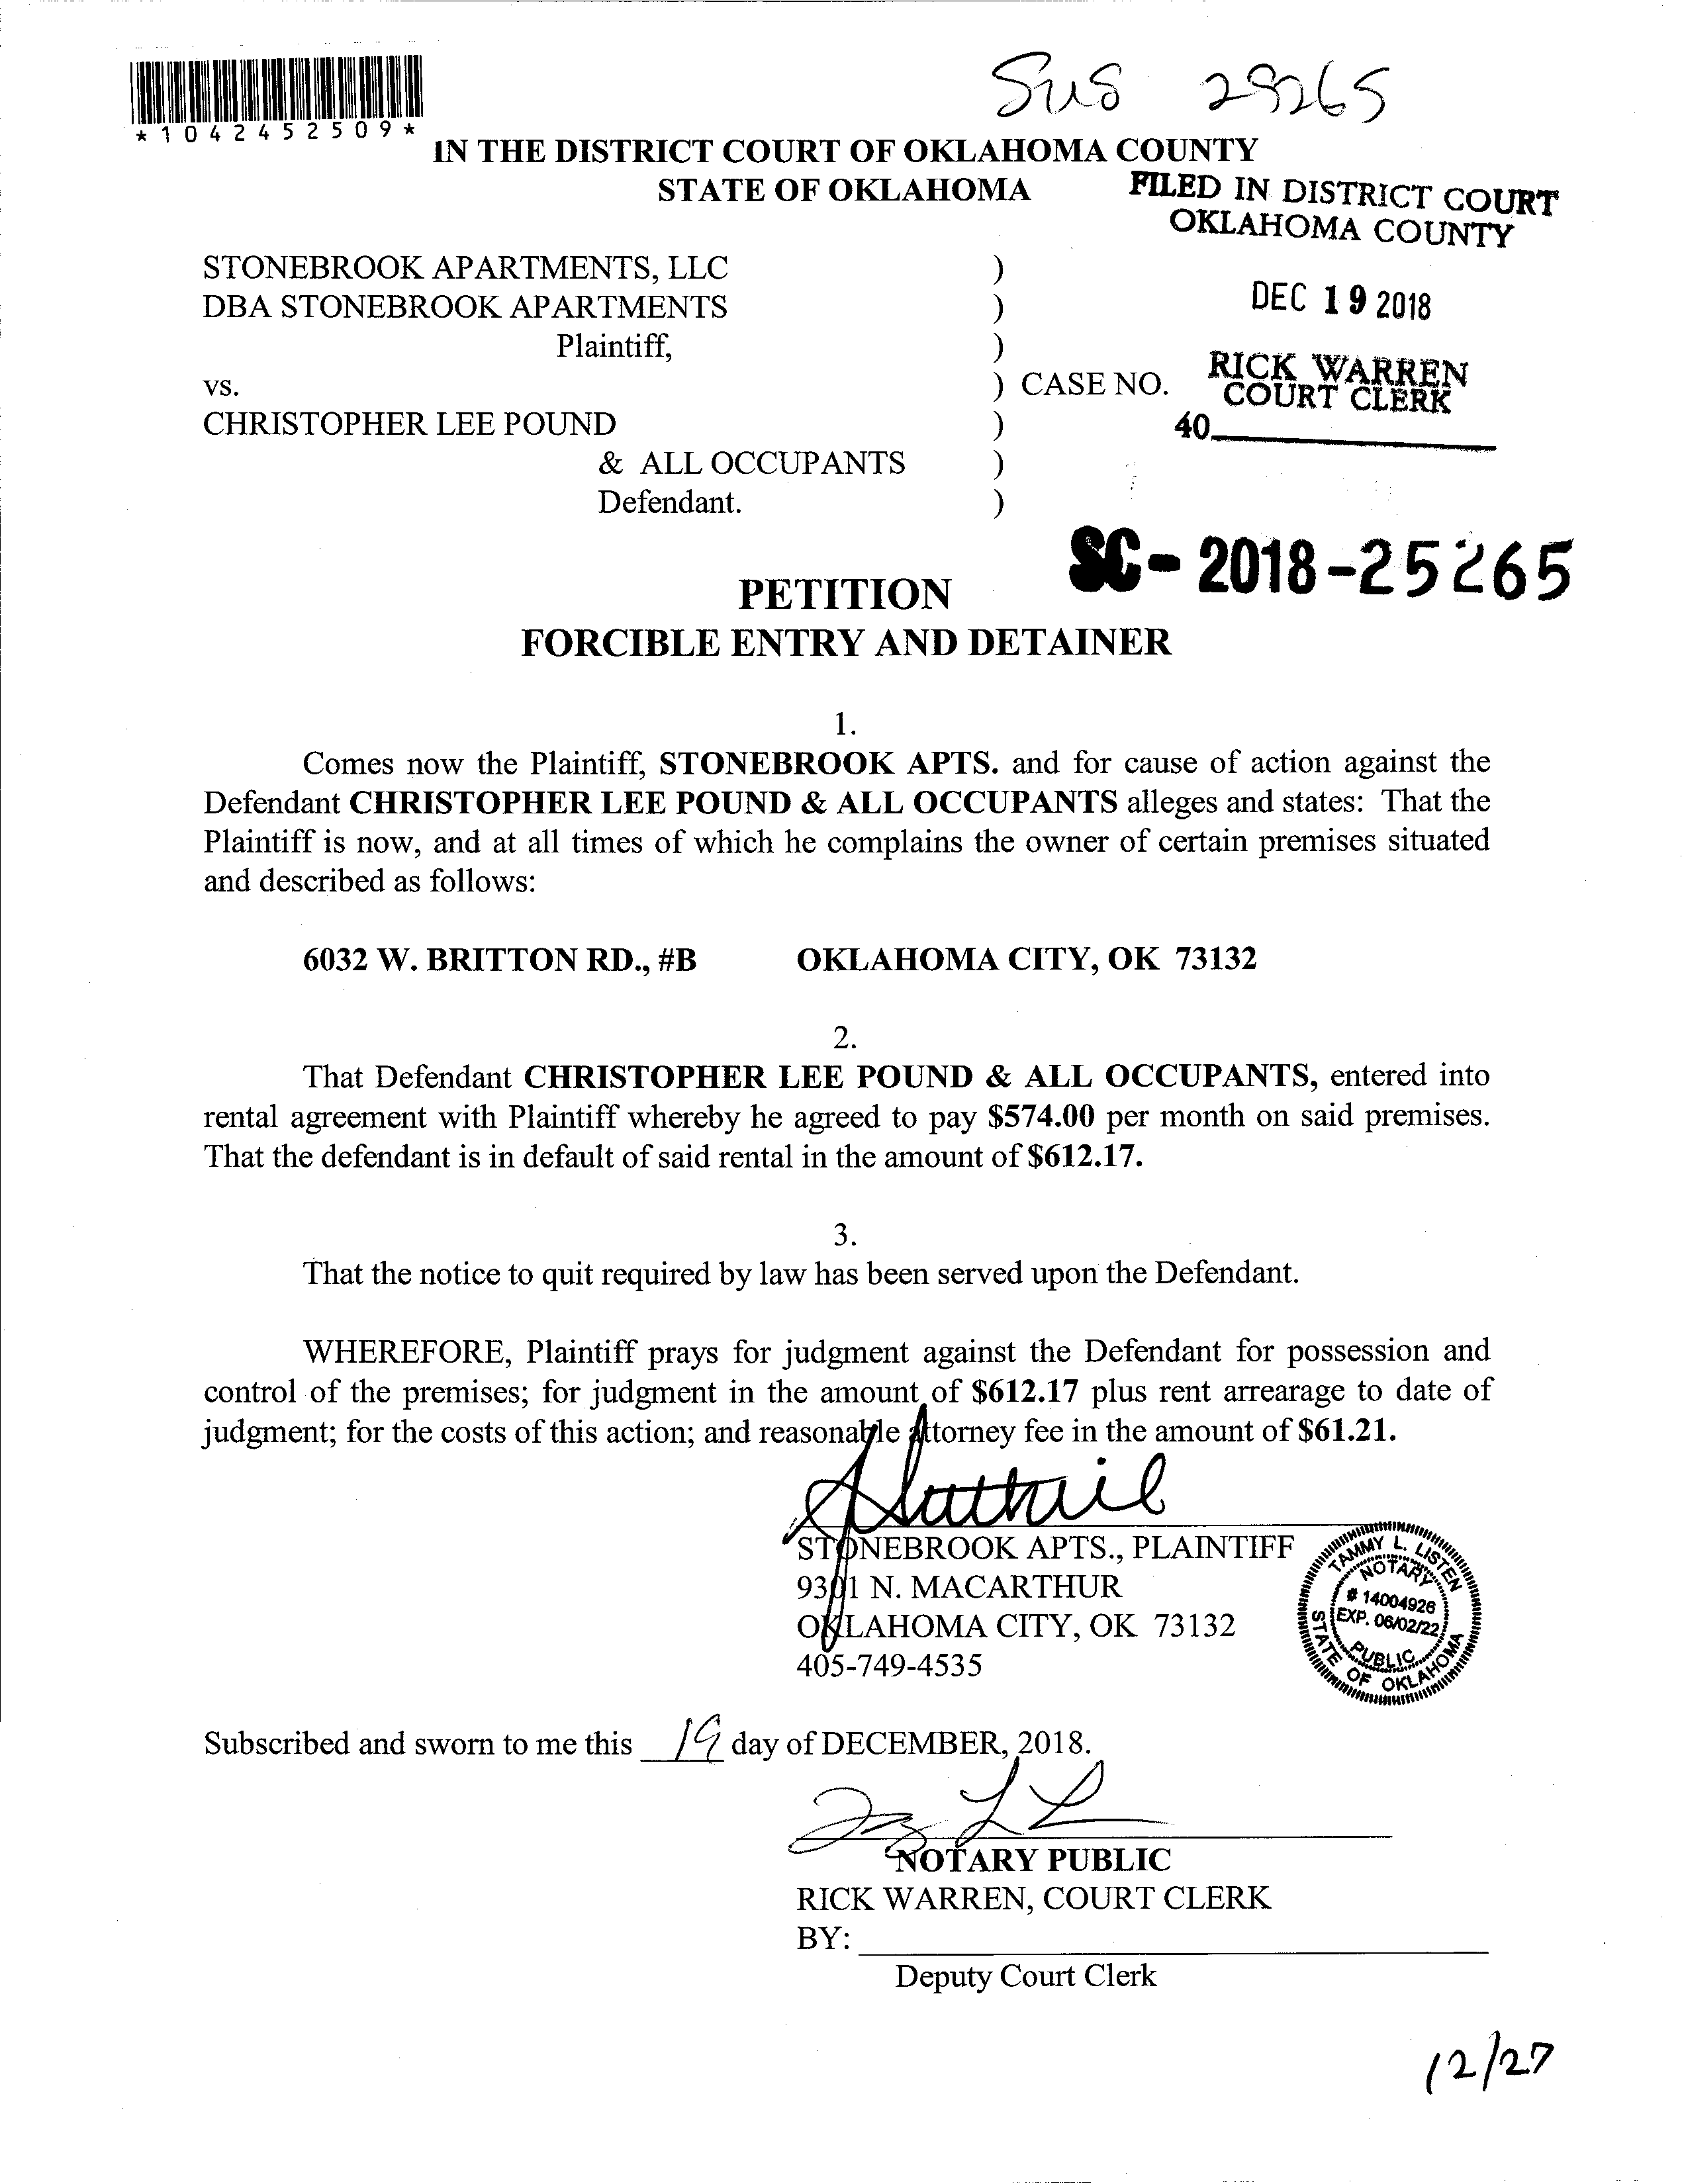 *1042452509*
IN THE DISTRICT COURT OF OKLAHOMA COUNTY
STATE OF OKLAHOMA
FILED IN DISTRICT COURT
OKLAHOMA COUNTY
DEC 19 2018
RICK WARREN
COURT CLERK
40
STONEBROOK APARTMENTS, LLC )
DBA STONEBROOK APARTMENTS )
Plaintiff, )
vs. ) CASE NO.
CHRISTOPHER LEE POUND )
& ALL OCCUPANTS )
Defendant. )
SC-2018-25265
PETITION
FORCIBLE ENTRY AND DETAINER
1.
Comes now the Plaintiff, STONEBROOK APTS. and for cause of action against the
Defendant CHRISTOPHER LEE POUND & ALL OCCUPANTS alleges and states: That the
Plaintiff is now, and at all times of which he complains the owner of certain premises situated
and described as follows:
6032 W. BRITTON RD., #B OKLAHOMA CITY, OK 73132
2.
That Defendant CHRISTOPHER LEE POUND & ALL OCCUPANTS, entered into
rental agreement with Plaintiff whereby he agreed to pay $574.00 per month on said premises.
That the defendant is in default of said rental in the amount of $612.17.
3.
That the notice to quit required by law has been served upon the Defendant.
WHEREFORE, Plaintiff prays for judgment against the Defendant for possession and
control of the premises; for judgment in the amount of $612.17 plus rent arrearage to date of
judgment; for the costs of this action; and reasonable attorney fee in the amount of $61.21.
STONEBROOK APTS., PLAINTIFF
9301 N. MACARTHUR
OKLAHOMA CITY, OK 73132
405-749-4535
TAMMY L. LISTEN
NOTARY
# 14004926
EXP. 06/02/22
PUBLIC
STATE OF OKLAHOMA
Subscribed and sworn to me this 19 day of DECEMBER, 2018.
NOTARY PUBLIC
RICK WARREN, COURT CLERK
BY:
Deputy Court Clerk
12/27